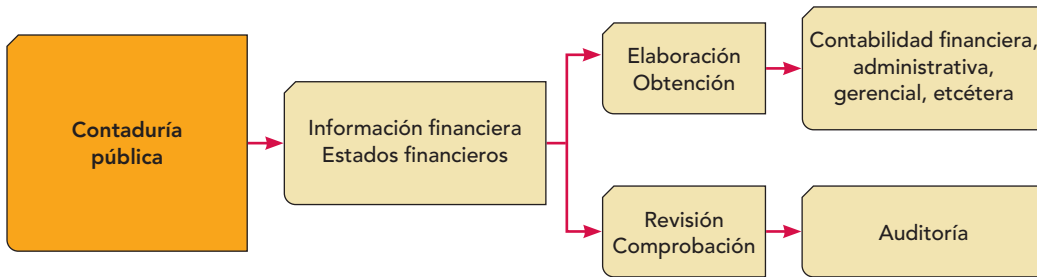 Contaduría
pública
Información financiera
Estados financieros
Elaboración
Obtención
Contabilidad financiera,
administrativa,
gerencial, etcétera
Revisión
Comprobación
Auditoría